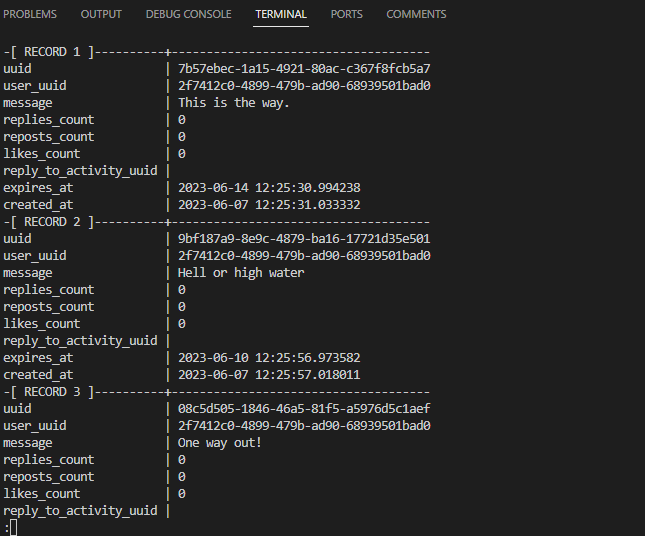 PROBLEMS OUTPUT DEBUG CONSOLE TERMINAL PORTS COMMENTS
-[ RECORD 1 ]----------+-------------------------------------
uuid | 7b57ebec-1a15-4921-80ac-c367f8fcb5a7
user_uuid | 2f7412c0-4899-479b-ad90-68939501bad0
message | This is the way.
replies_count | 0
reposts_count | 0
likes_count | 0
reply_to_activity_uuid |
expires_at | 2023-06-14 12:25:30.994238
created_at | 2023-06-07 12:25:31.033332
-[ RECORD 2 ]----------+-------------------------------------
uuid | 9bf187a9-8e9c-4879-ba16-17721d35e501
user_uuid | 2f7412c0-4899-479b-ad90-68939501bad0
message | Hell or high water
replies_count | 0
reposts_count | 0
likes_count | 0
reply_to_activity_uuid |
expires_at | 2023-06-10 12:25:56.973582
created_at | 2023-06-07 12:25:57.018011
-[ RECORD 3 ]----------+-------------------------------------
uuid | 08c5d505-1846-46a5-81f5-a5976d5c1aef
user_uuid | 2f7412c0-4899-479b-ad90-68939501bad0
message | One way out!
replies_count | 0
reposts_count | 0
likes_count | 0
reply_to_activity_uuid |
: